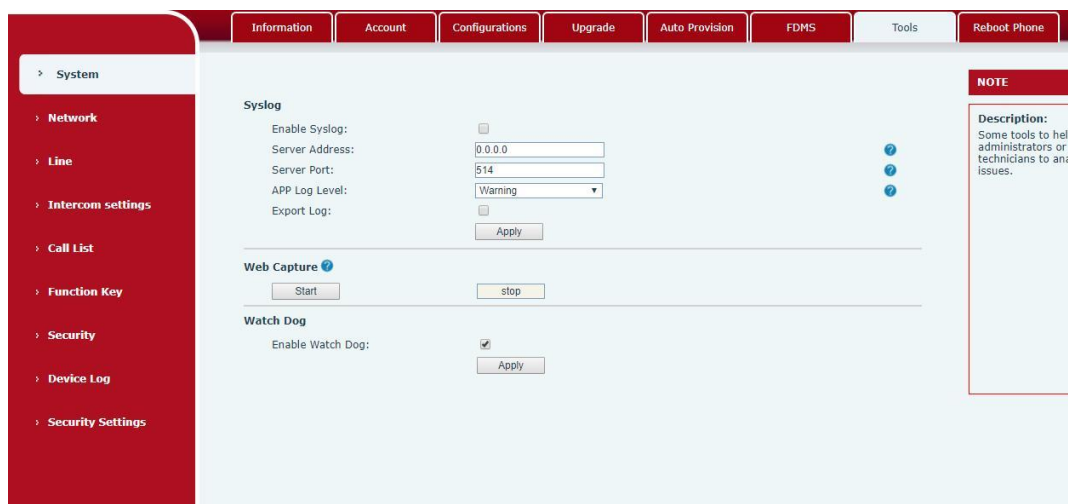 Information
Account
Configurations
Upgrade
Auto Provision
FDMS
Tools
Reboot Phone
› System
› Network
› Line
› Intercom settings
› Call List
› Function Key
› Security
› Device Log
› Security Settings
Syslog
Enable Syslog:
Server Address: 0.0.0.0 ?
Server Port: 514 ?
APP Log Level: Warning ▼ ?
Export Log:
Apply
Web Capture ?
Start stop
Watch Dog
Enable Watch Dog:
Apply
NOTE
Description:
Some tools to hel
administrators or
technicians to ana
issues.